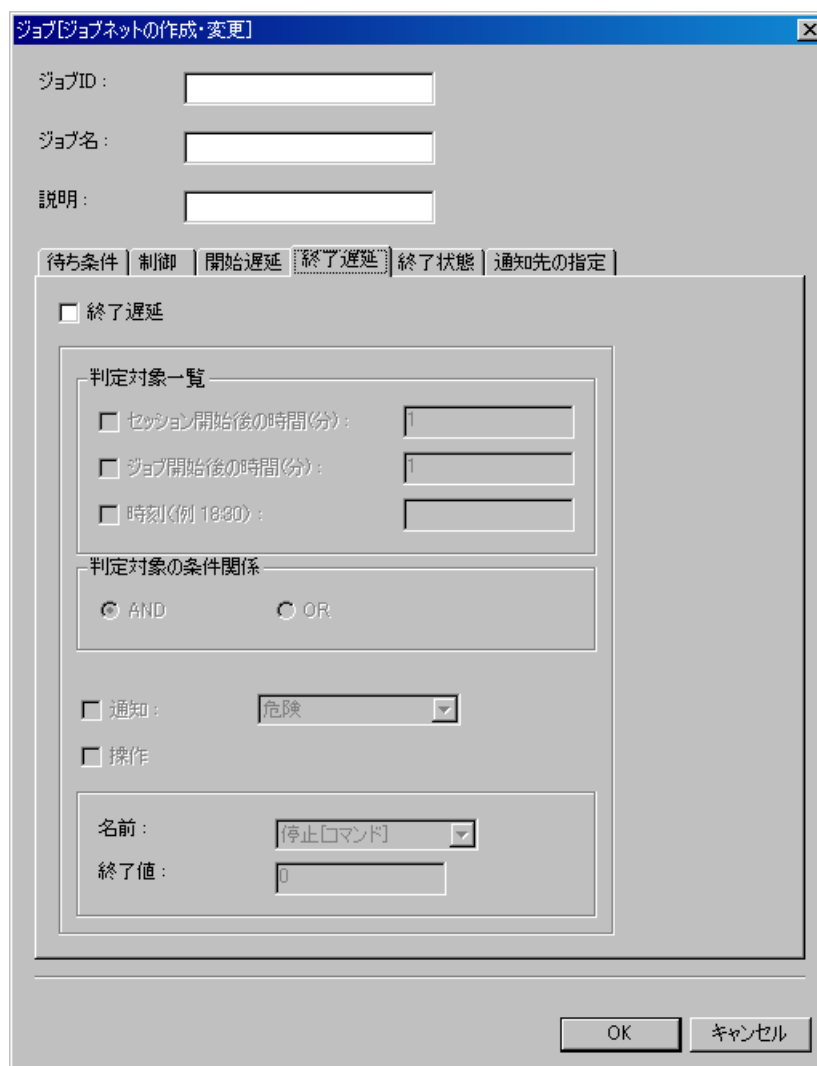 ジョブ[ジョブネットの作成・変更]
ジョブID :
ジョブ名 :
説明 :
待ち条件 制御 開始遅延 終了遅延 終了状態 通知先の指定
終了遅延
判定対象一覧
セッション開始後の時間(分) : 1
ジョブ開始後の時間(分) : 1
時刻(例 18:30) :
判定対象の条件関係
AND OR
通知 : 危険
操作
名前 : 停止[コマンド]
終了値 : 0
OK キャンセル